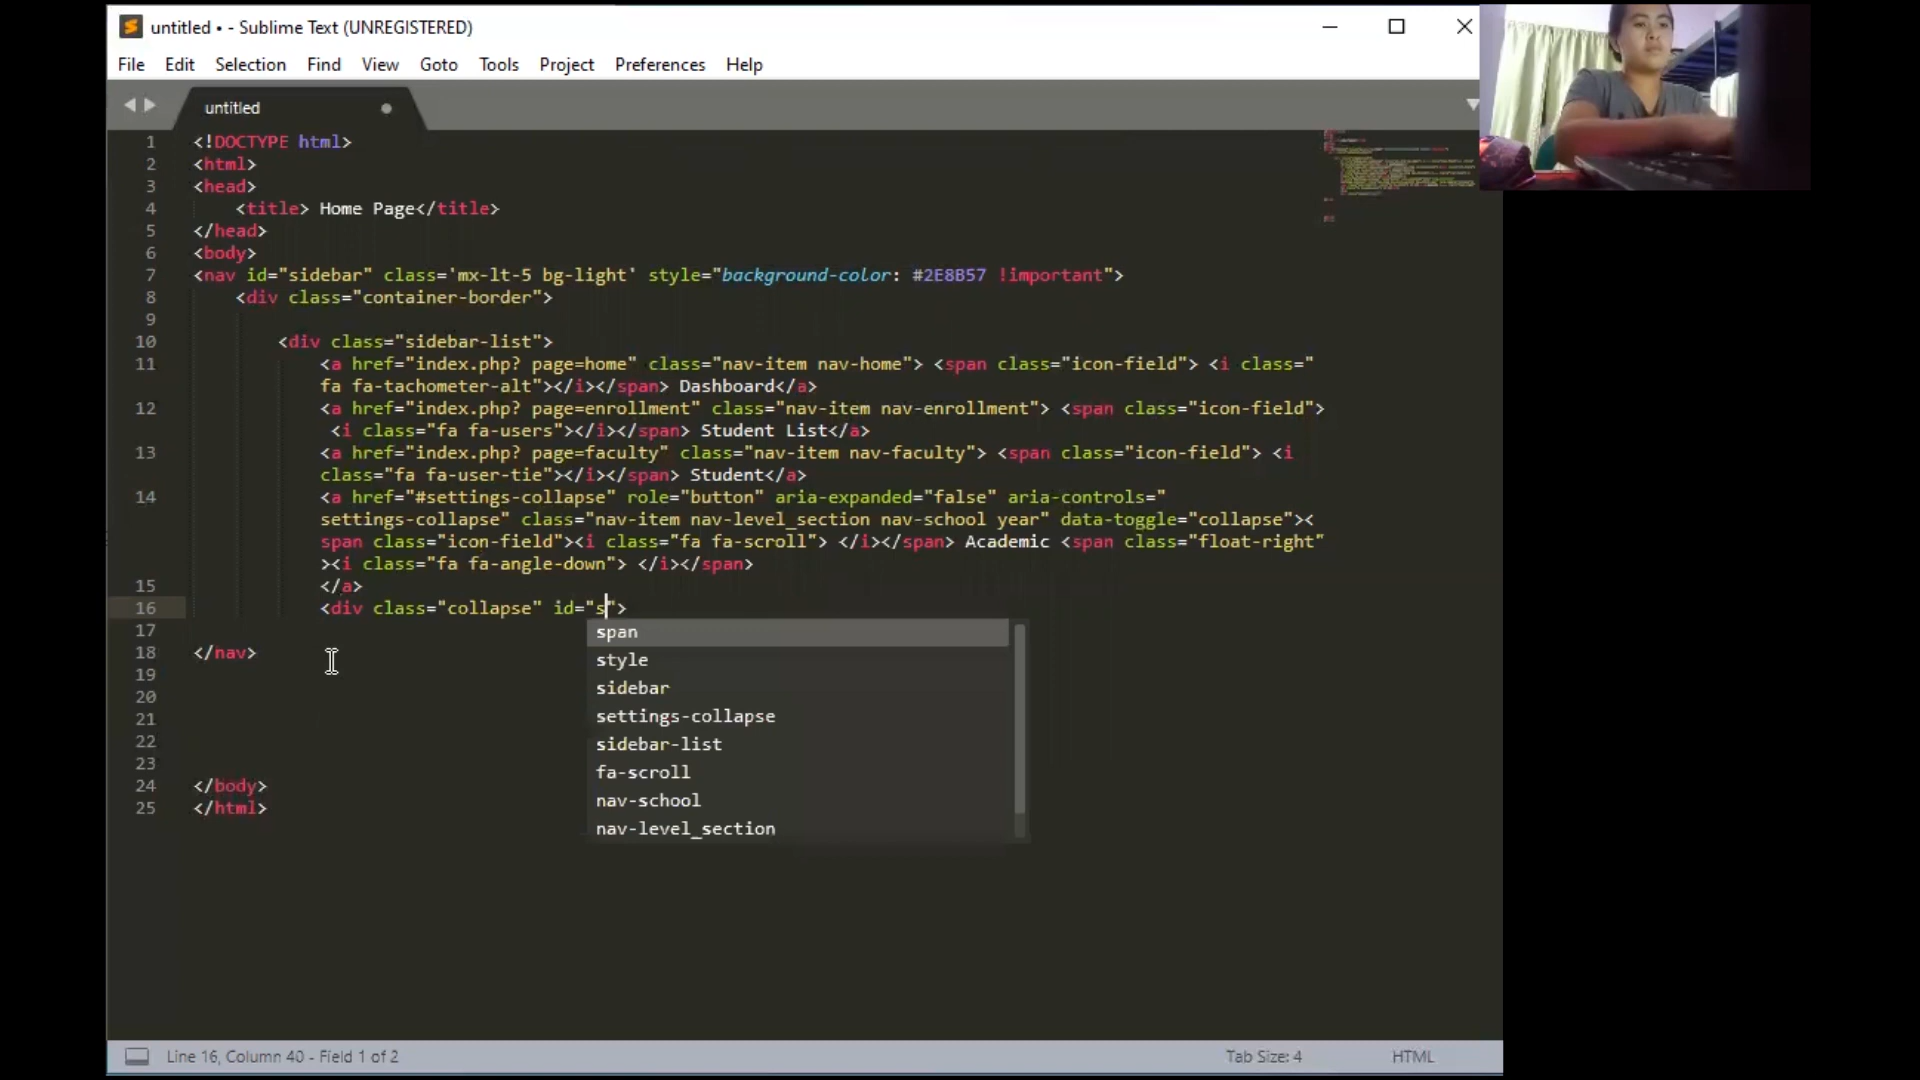 untitled • - Sublime Text (UNREGISTERED)
File Edit Selection Find View Goto Tools Project Preferences Help
untitled
1 <!DOCTYPE html>
2 <html>
3 <head>
4 <title> Home Page</title>
5 </head>
6 <body>
7 <nav id="sidebar" class='mx-lt-5 bg-light' style="background-color: #2E8B57 !important">
8 <div class="container-border">
9
10 <div class="sidebar-list">
11 <a href="index.php? page=home" class="nav-item nav-home"> <span class="icon-field"> <i class="
fa fa-tachometer-alt"></i></span> Dashboard</a>
12 <a href="index.php? page=enrollment" class="nav-item nav-enrollment"> <span class="icon-field">
<i class="fa fa-users"></i></span> Student List</a>
13 <a href="index.php? page=faculty" class="nav-item nav-faculty"> <span class="icon-field"> <i
class="fa fa-user-tie"></i></span> Student</a>
14 <a href="#settings-collapse" role="button" aria-expanded="false" aria-controls="
settings-collapse" class="nav-item nav-level_section nav-school year" data-toggle="collapse"><
span class="icon-field"><i class="fa fa-scroll"> </i></span> Academic <span class="float-right"
><i class="fa fa-angle-down"> </i></span>
15 </a>
16 <div class="collapse" id="s">
17
18 </nav>
19
20
21
22
23
24 </body>
25 </html>
span
style
sidebar
settings-collapse
sidebar-list
fa-scroll
nav-school
nav-level_section
Line 16, Column 40 - Field 1 of 2 Tab Size: 4 HTML